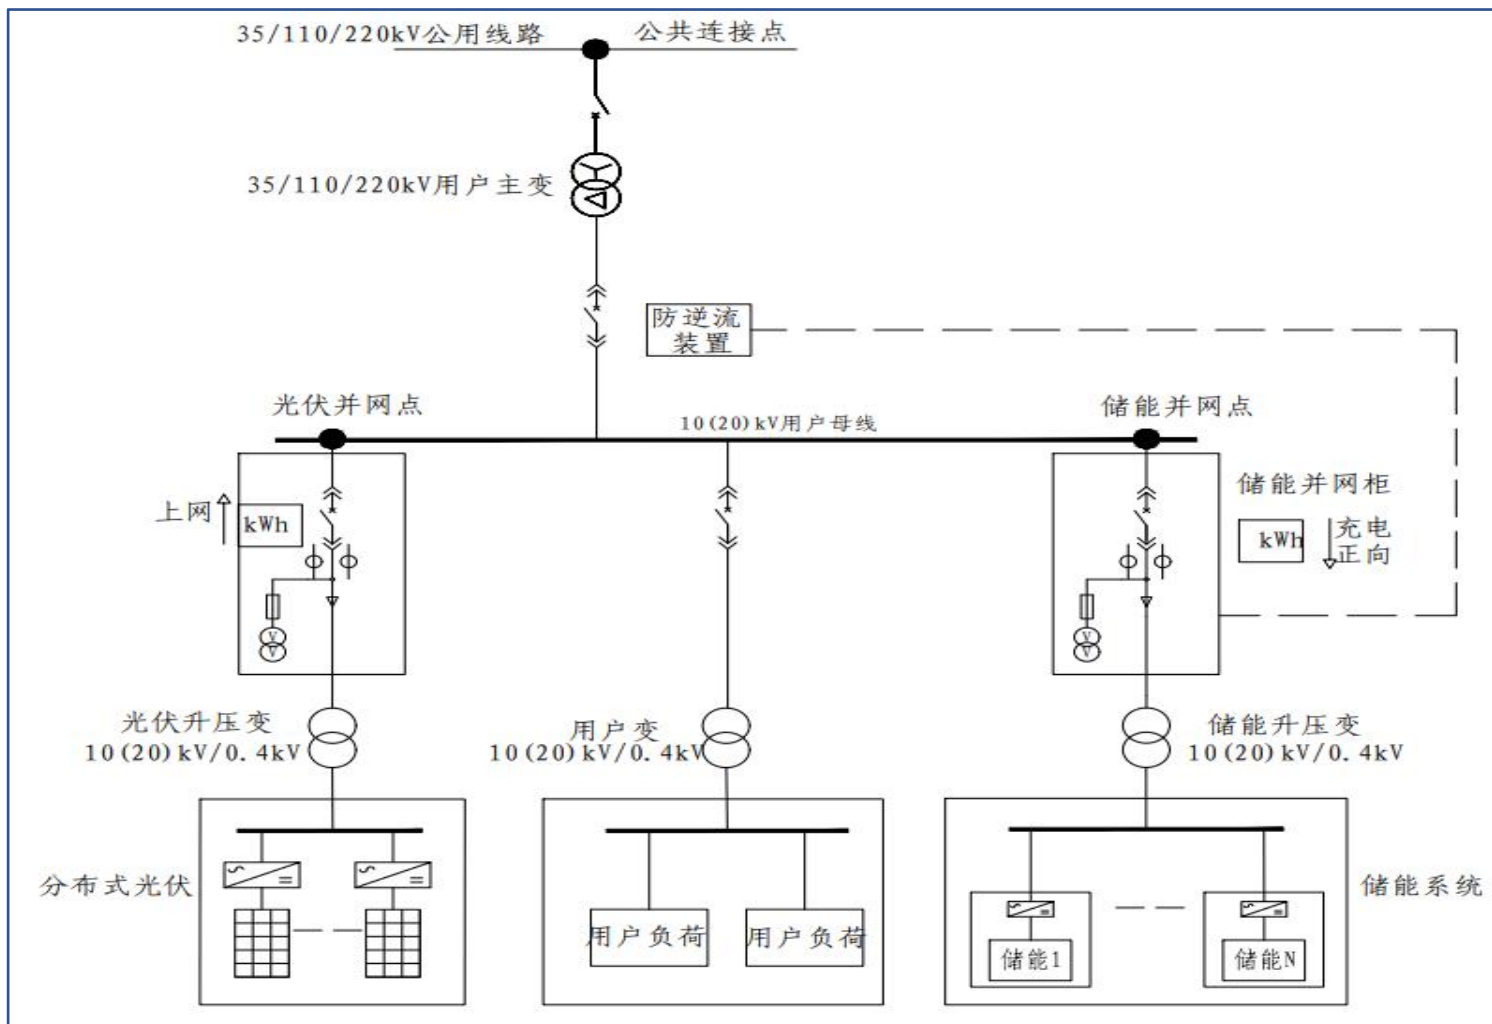 35/110/220kV公用线路
公共连接点
35/110/220kV用户主变
防逆流
装置
光伏并网点
10(20)kV用户母线
储能并网点
上网
kWh
储能并网柜
kWh
充电
正向
V
V
V
V
光伏升压变
10(20)kV/0.4kV
用户变
10(20)kV/0.4kV
储能升压变
10(20)kV/0.4kV
分布式光伏
用户负荷
用户负荷
储能1
储能N
储能系统